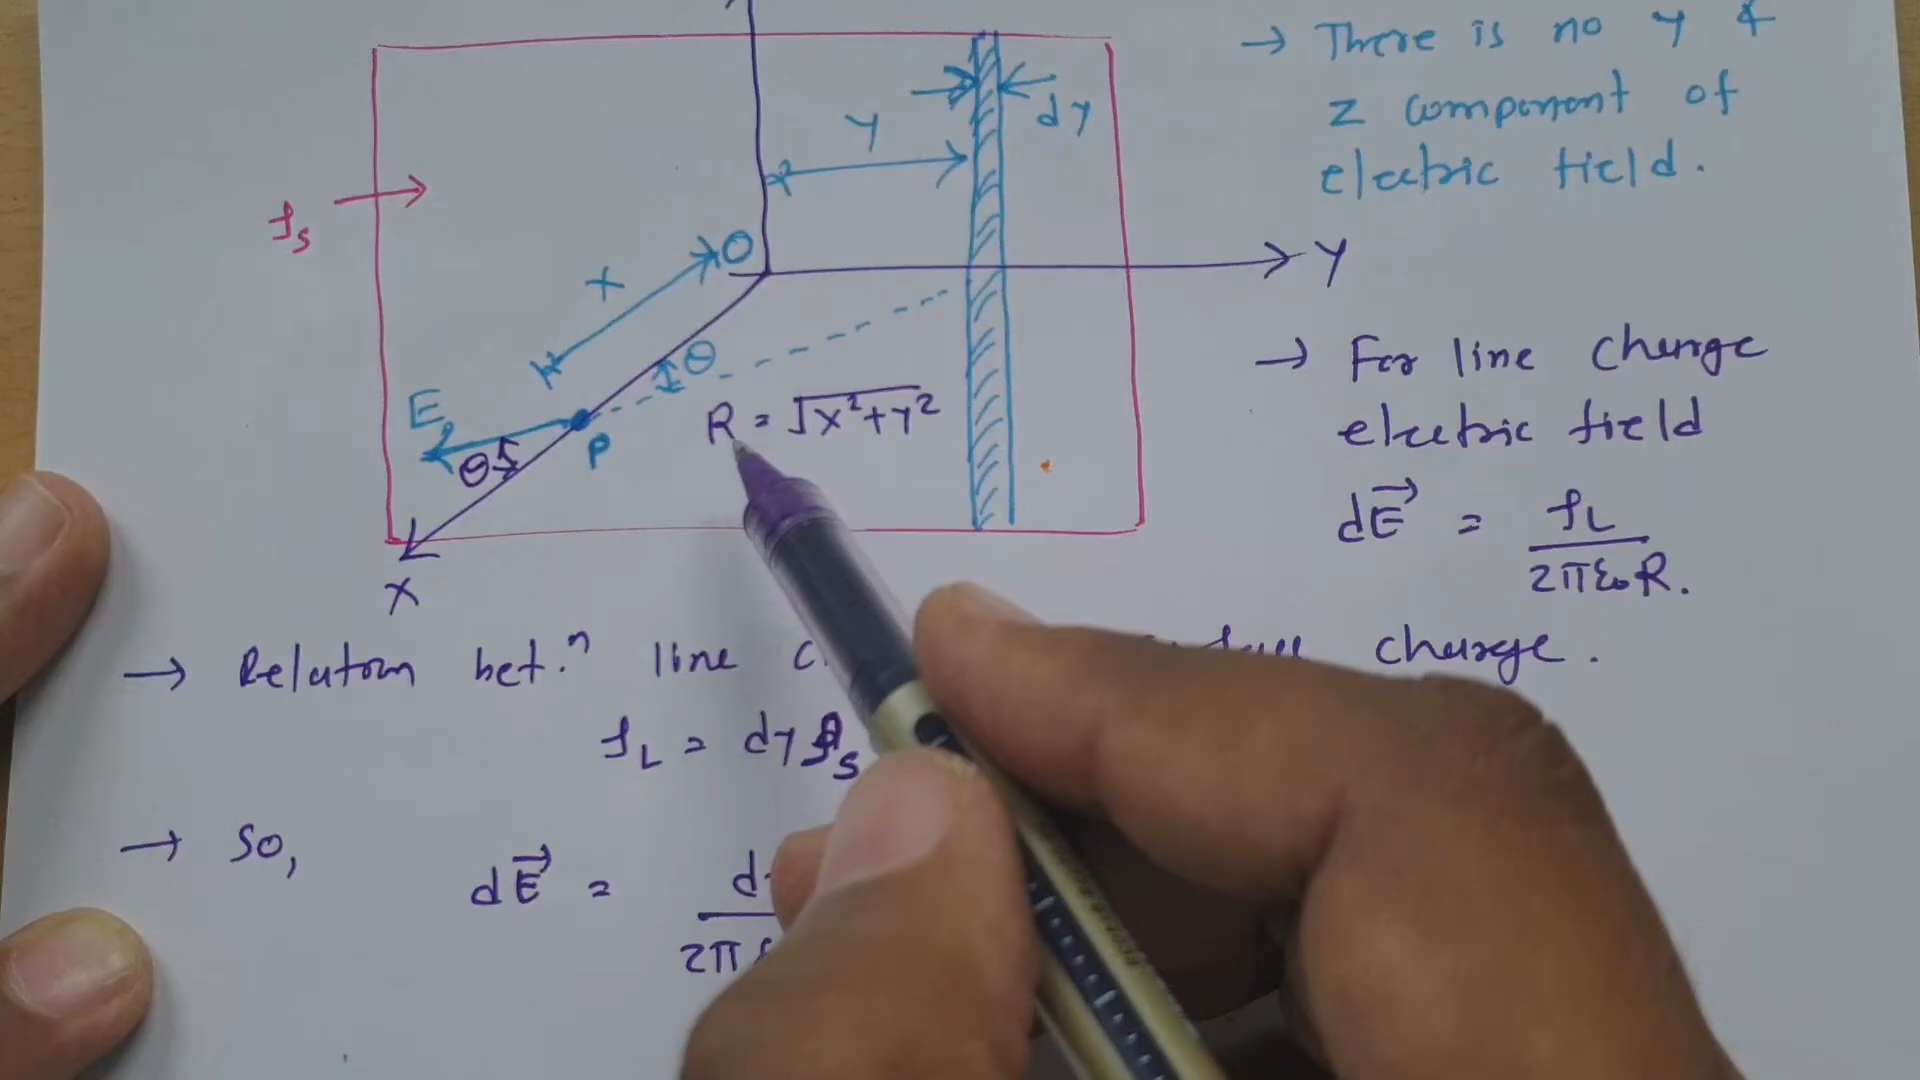 → There is no y &
z component of
electric field.
dy
y
ρs
O
x
→ y
θ
→ For line charge
electric field
E
R = √x²+y²
P
θ
dE⃗ = ρL / 2πε₀R.
x
→ Relation betⁿ line charge.
ρL = dy ρs
→ So,
dE⃗ =
2π